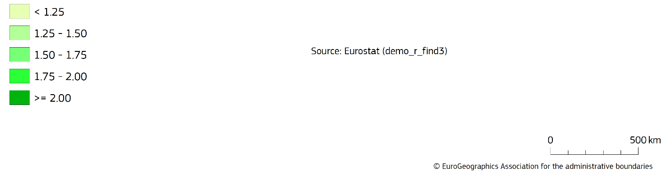 < 1.25
1.25 – 1.50
1.50 – 1.75
1.75 – 2.00
>= 2.00
Source: Eurostat (demo_r_find3)
0 500 km
© EuroGeographics Association for the administrative boundaries